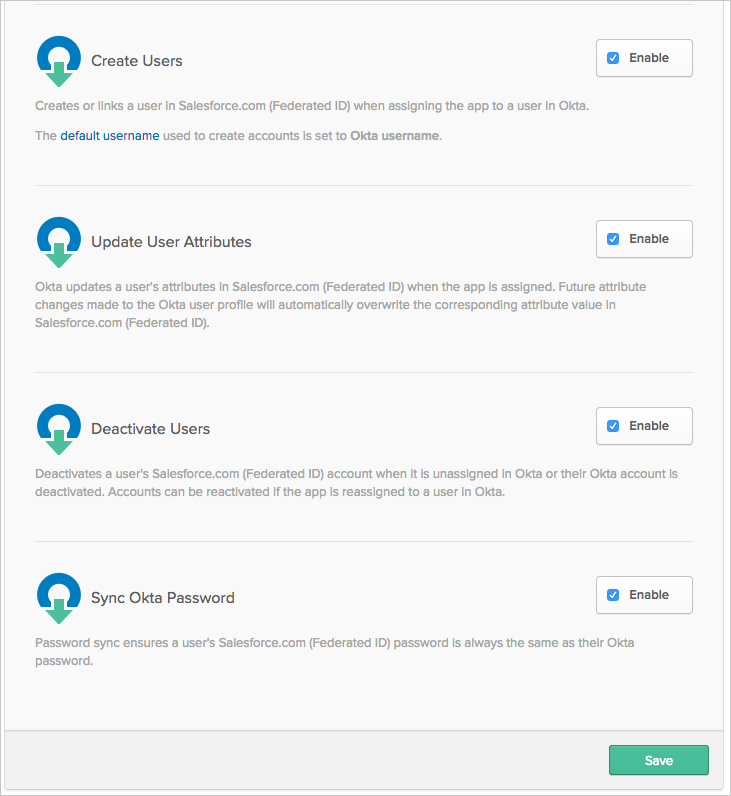 Create Users
Enable
Creates or links a user in Salesforce.com (Federated ID) when assigning the app to a user in Okta.
The default username used to create accounts is set to Okta username.
Update User Attributes
Enable
Okta updates a user's attributes in Salesforce.com (Federated ID) when the app is assigned. Future attribute
changes made to the Okta user profile will automatically overwrite the corresponding attribute value in
Salesforce.com (Federated ID).
Deactivate Users
Enable
Deactivates a user's Salesforce.com (Federated ID) account when it is unassigned in Okta or their Okta account is
deactivated. Accounts can be reactivated if the app is reassigned to a user in Okta.
Sync Okta Password
Enable
Password sync ensures a user's Salesforce.com (Federated ID) password is always the same as their Okta
password.
Save